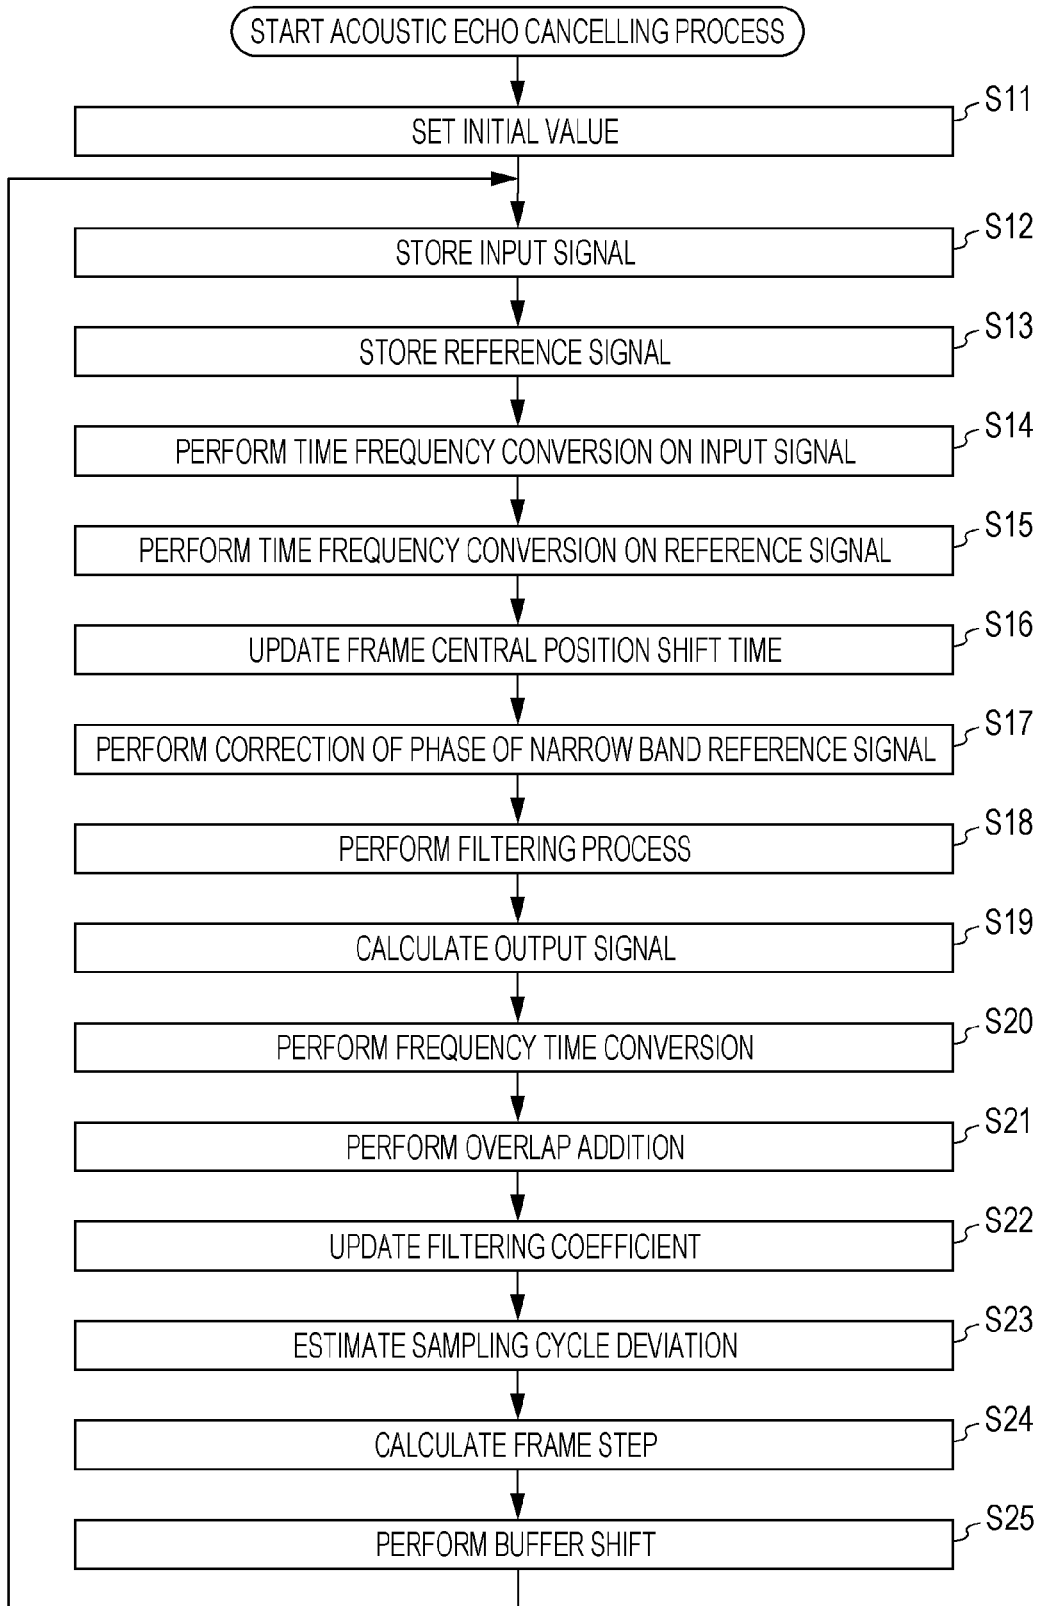 START ACOUSTIC ECHO CANCELLING PROCESS
S11
SET INITIAL VALUE
S12
STORE INPUT SIGNAL
S13
STORE REFERENCE SIGNAL
S14
PERFORM TIME FREQUENCY CONVERSION ON INPUT SIGNAL
S15
PERFORM TIME FREQUENCY CONVERSION ON REFERENCE SIGNAL
S16
UPDATE FRAME CENTRAL POSITION SHIFT TIME
S17
PERFORM CORRECTION OF PHASE OF NARROW BAND REFERENCE SIGNAL
S18
PERFORM FILTERING PROCESS
S19
CALCULATE OUTPUT SIGNAL
S20
PERFORM FREQUENCY TIME CONVERSION
S21
PERFORM OVERLAP ADDITION
S22
UPDATE FILTERING COEFFICIENT
S23
ESTIMATE SAMPLING CYCLE DEVIATION
S24
CALCULATE FRAME STEP
S25
PERFORM BUFFER SHIFT